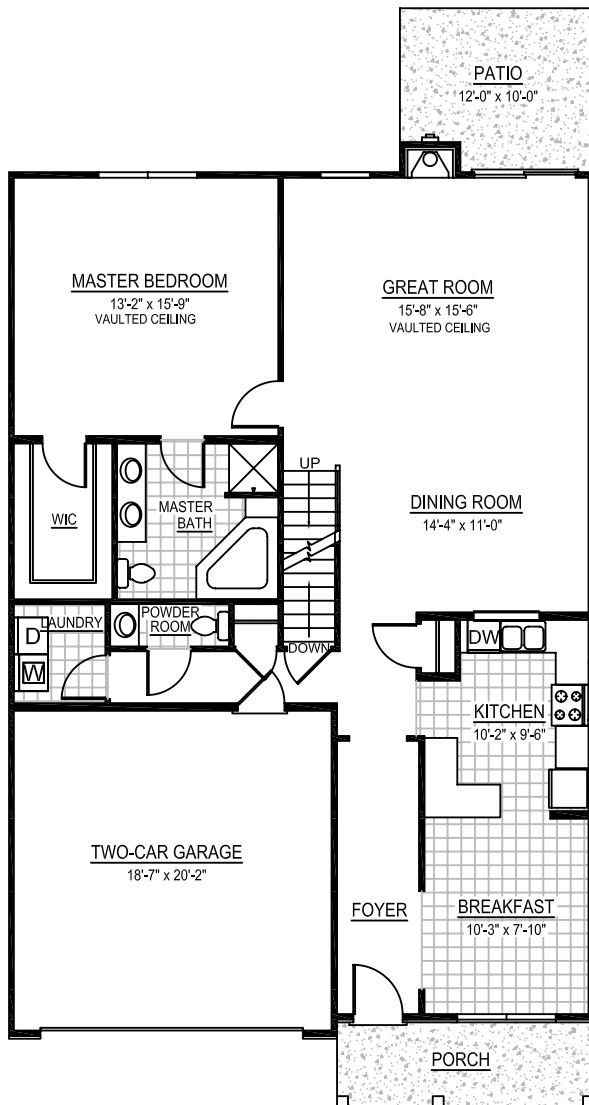 PATIO
12'-0" x 10'-0"
MASTER BEDROOM
13'-2" x 15'-9"
VAULTED CEILING
GREAT ROOM
15'-8" x 15'-6"
VAULTED CEILING
UP
WIC
MASTER
BATH
DINING ROOM
14'-4" x 11'-0"
LAUNDRY
POWDER
ROOM
D
W
DOWN
DW
KITCHEN
10'-2" x 9'-6"
TWO-CAR GARAGE
18'-7" x 20'-2"
FOYER
BREAKFAST
10'-3" x 7'-10"
PORCH